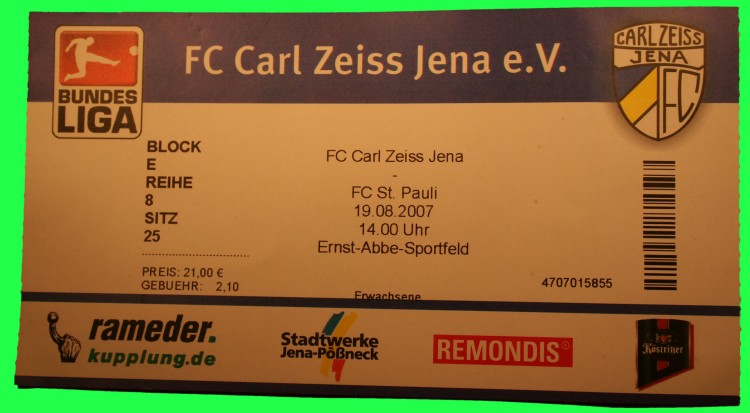 FC Carl Zeiss Jena e.V.
BUNDES
LIGA
CARL ZEISS
JENA
FC
BLOCK
E
REIHE
8
SITZ
25
PREIS: 21,00 €
GEBUEHR: 2,10
FC Carl Zeiss Jena
-
FC St. Pauli
19.08.2007
14.00 Uhr
Ernst-Abbe-Sportfeld
Erwachsene
4707015855
rameder.
kupplung.de
Stadtwerke
Jena-Pößneck
REMONDIS®
Köstritzer